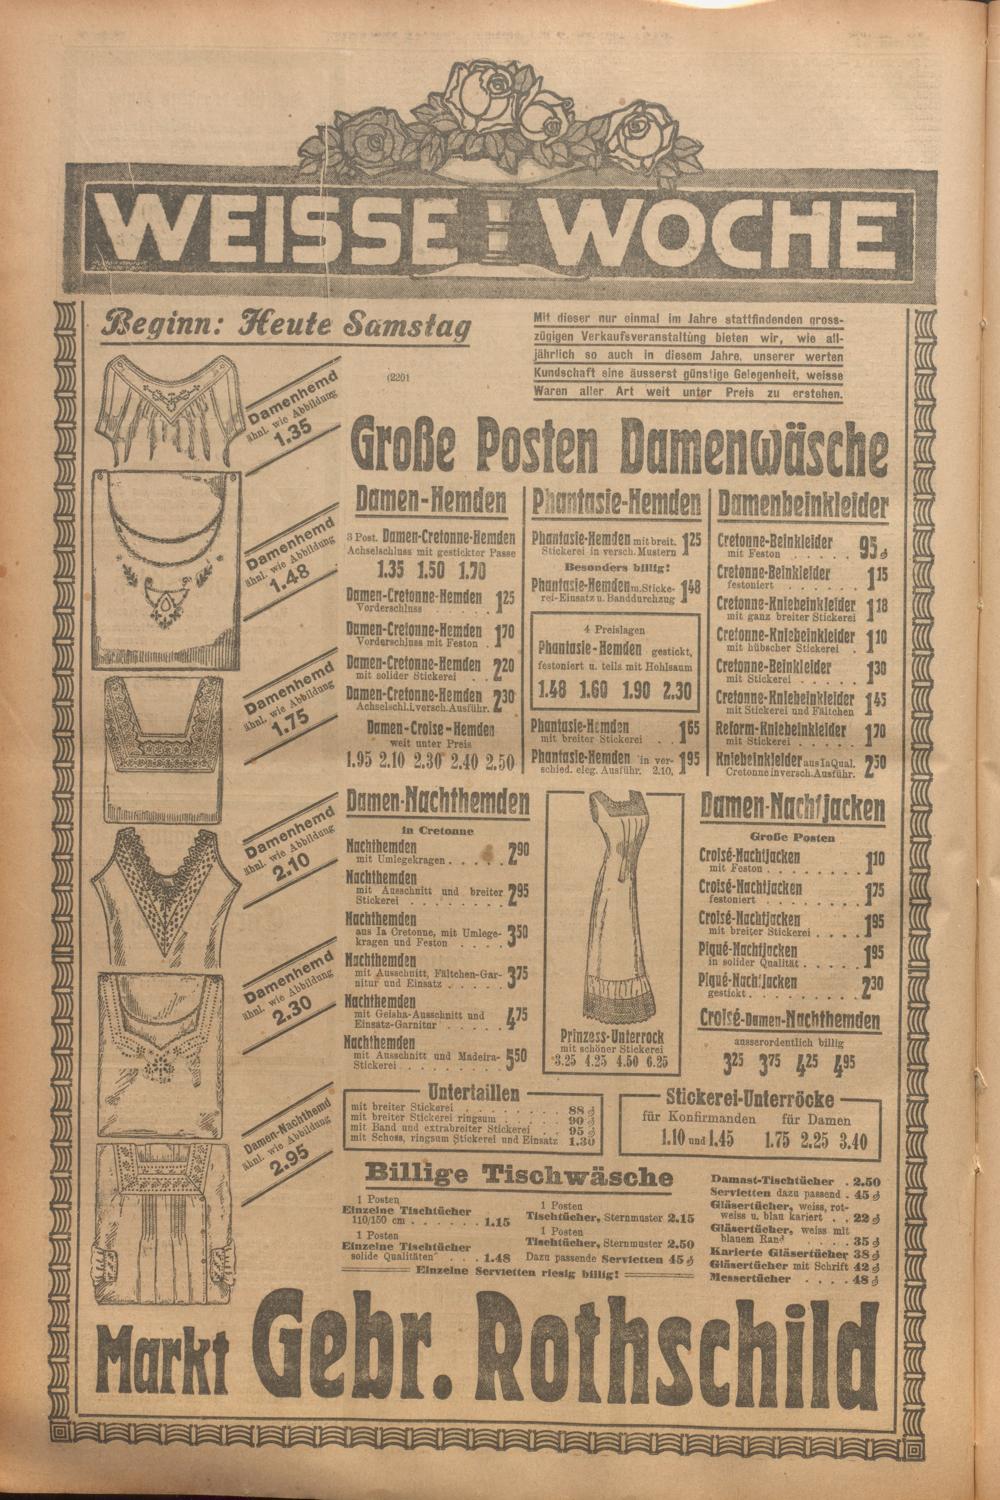 WEISSE WOCHE
Beginn: Heute Samstag
(2201
Mit dieser nur einmal im Jahre stattfindenden gross-
zügigen Verkaufsveranstaltung bieten wir, wie all-
jährlich so auch in diesem Jahre, unserer werten
Kundschaft eine äusserst günstige Gelegenheit, weisse
Waren aller Art weit unter Preis zu erstehen.
Damenhemd
ähnl. wie Abbildung
1.35
Damenhemd
ähnl. wie Abbildung
1.48
Damenhemd
ähnl. wie Abbildung
1.75
Damenhemd
ähnl. wie Abbildung
2.10
Damenhemd
ähnl. wie Abbildung
2.30
Damen-Nachthemd
ähnl. wie Abbildung
2.95
Große Posten Damenwäsche
Damen-Hemden
3 Post. Damen-Cretonne-Hemden
Achselschluss mit gestickter Passe
1.35 1.50 1.70
Damen-Cretonne-Hemden 1 25
Vorderschluss . . . .
Damen-Cretonne-Hemden 1 70
Vorderschluss mit Feston .
Damen-Cretonne-Hemden 2 20
mit solider Stickerei . .
Damen-Cretonne-Hemden 2 30
Achselschl. i. versch. Ausführ.
Damen-Croise-Hemden
weit unter Preis
1.95 2.10 2.30 2.40 2.50
Phantasie-Hemden
Phantasie-Hemden mit breit. 1 25
Stickerei in versch. Mustern
Besonders billig!
Phantasie-Hemden m. Sticke- 1 48
rei-Einsatz u. Banddurchzug
4 Preislagen
Phantasie-Hemden gestickt,
festoniert u. teils mit Hohlsaum
1.48 1.60 1.90 2.30
Phantasie-Hemden 1 65
mit breiter Stickerei . .
Phantasie-Hemden in ver- 1 95
schied. eleg. Ausführ. 2.10,
Damenbeinkleider
Cretonne-Beinkleider 95 ₰
mit Feston . . . . .
Cretonne-Beinkleider 1 15
festoniert . . . . .
Cretonne-Kniebeinkleider 1 18
mit ganz breiter Stickerei
Cretonne-Kniebeinkleider 1 10
mit hübscher Stickerei .
Cretonne-Beinkleider 1 30
mit Stickerei . . . . .
Cretonne-Kniebeinkleider 1 45
mit Stickerei und Fältchen
Reform-Kniebeinkleider 1 70
mit Stickerei . . . . .
Kniebeinkleider aus Ia Qual. 2 50
Cretonne in versch. Ausführ.
Damen-Nachthemden
in Cretonne
Nachthemden
mit Umlegekragen . . . . . 2 90
Nachthemden
mit Ausschnitt und breiter 2 95
Stickerei . . . . . . . .
Nachthemden
aus Ia Cretonne, mit Umlege- 3 50
kragen und Feston . . . .
Nachthemden
mit Ausschnitt, Fältchen-Gar- 3 75
nitur und Einsatz . . . . .
Nachthemden
mit Geisha-Ausschnitt und 4 75
Einsatz-Garnitur . . . . .
Nachthemden
mit Ausschnitt und Madeira- 5 50
Stickerei . . . . . . . .
Prinzess-Unterrock
mit schöner Stickerei
3.25 4.25 4.50 6.25
Damen-Nachtjacken
Große Posten
Croisé-Nachtjacken 1 10
mit Feston . . . . . . .
Croisé-Nachtjacken 1 75
festoniert . . . . . . .
Croisé-Nachtjacken 1 95
mit breiter Stickerei . . . .
Piqué-Nachtjacken 1 95
in solider Qualität . . . . .
Piqué-Nachtjacken 2 30
gestickt . . . . . . . .
Croisé-Damen-Nachthemden
ausserordentlich billig
3 25 3 75 4 25 4 95
Untertaillen
mit breiter Stickerei . . . . . . . . 88 ₰
mit breiter Stickerei ringsum . . . . . 90 ₰
mit Band und extrabreiter Stickerei . . 95 ₰
mit Schoss, ringsum Stickerei und Einsatz 1.30
Stickerei-Unterröcke
für Konfirmanden für Damen
1.10 und 1.45 1.75 2.25 3.40
Billige Tischwäsche
1 Posten
Einzelne Tischtücher
110/150 cm . . . . . . 1.15
1 Posten
Einzelne Tischtücher
solide Qualitäten . . . 1.48
1 Posten
Tischtücher, Sternmuster 2.15
1 Posten
Tischtücher, Sternmuster 2.50
Dazu passende Servietten 45 ₰
Einzelne Servietten riesig billig!
Damast-Tischtücher . 2.50
Servietten dazu passend . 45 ₰
Gläsertücher, weiss, rot-
weiss u. blau kariert . . 22 ₰
Gläsertücher, weiss mit
blauem Rand . . . 35 ₰
Karierte Gläsertücher 38 ₰
Gläsertücher mit Schrift 42 ₰
Messertücher . . . . 48 ₰
Markt Gebr. Rothschild